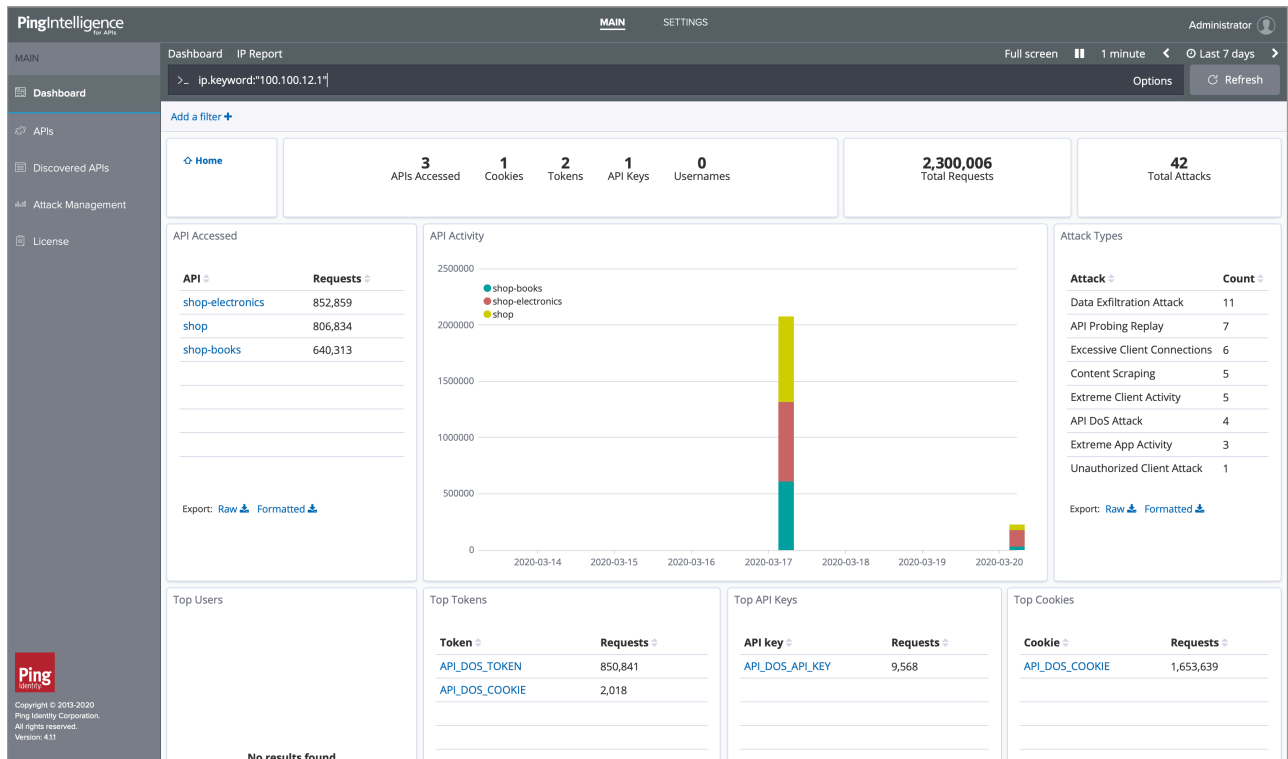 PingIntelligence
for APIs
MAIN SETTINGS
Administrator
MAIN
Dashboard
APIs
Discovered APIs
Attack Management
License
Dashboard IP Report
Full screen 1 minute Last 7 days
>_ ip.keyword:"100.100.12.1"
Options Refresh
Add a filter +
Home
3 1 2 1 0
APIs Accessed Cookies Tokens API Keys Usernames
2,300,006
Total Requests
42
Total Attacks
API Accessed
API Requests
shop-electronics 852,859
shop 806,834
shop-books 640,313
Export: Raw Formatted
API Activity
shop-books
shop-electronics
shop
2500000
2000000
1500000
1000000
500000
0
2020-03-14 2020-03-15 2020-03-16 2020-03-17 2020-03-18 2020-03-19 2020-03-20
Attack Types
Attack Count
Data Exfiltration Attack 11
API Probing Replay 7
Excessive Client Connections 6
Content Scraping 5
Extreme Client Activity 5
API DoS Attack 4
Extreme App Activity 3
Unauthorized Client Attack 1
Export: Raw Formatted
Top Users
No results found
Top Tokens
Token Requests
API_DOS_TOKEN 850,841
API_DOS_COOKIE 2,018
Top API Keys
API key Requests
API_DOS_API_KEY 9,568
Top Cookies
Cookie Requests
API_DOS_COOKIE 1,653,639
Ping
Identity
Copyright © 2013-2020
Ping Identity Corporation.
All rights reserved.
Version: 4.1.1